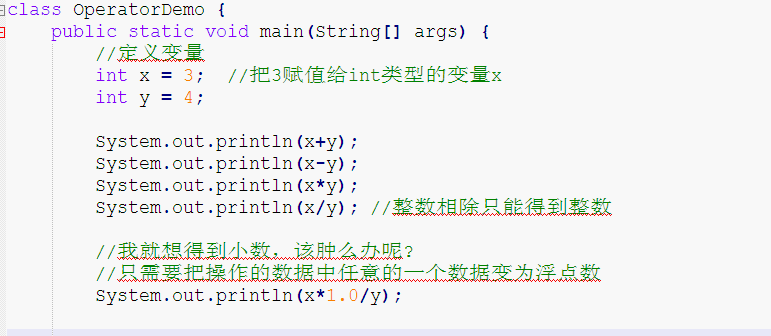 class OperatorDemo {
public static void main(String[] args) {
//定义变量
int x = 3;  //把3赋值给int类型的变量x
int y = 4;
System.out.println(x+y);
System.out.println(x-y);
System.out.println(x*y);
System.out.println(x/y); //整数相除只能得到整数
//我就想得到小数，该肿么办呢?
//只需要把操作的数据中任意的一个数据变为浮点数
System.out.println(x*1.0/y);